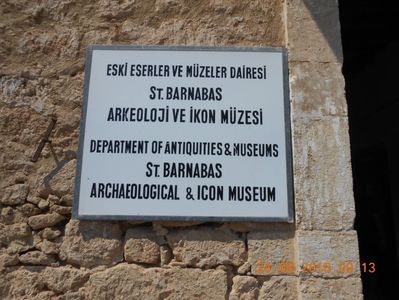 ESKİ ESERLER VE MÜZELER DAİRESİ
ST. BARNABAS
ARKEOLOJİ VE İKON MÜZESİ
DEPARTMENT OF ANTIQUITIES & MUSEUMS
ST. BARNABAS
ARCHAEOLOGICAL & ICON MUSEUM